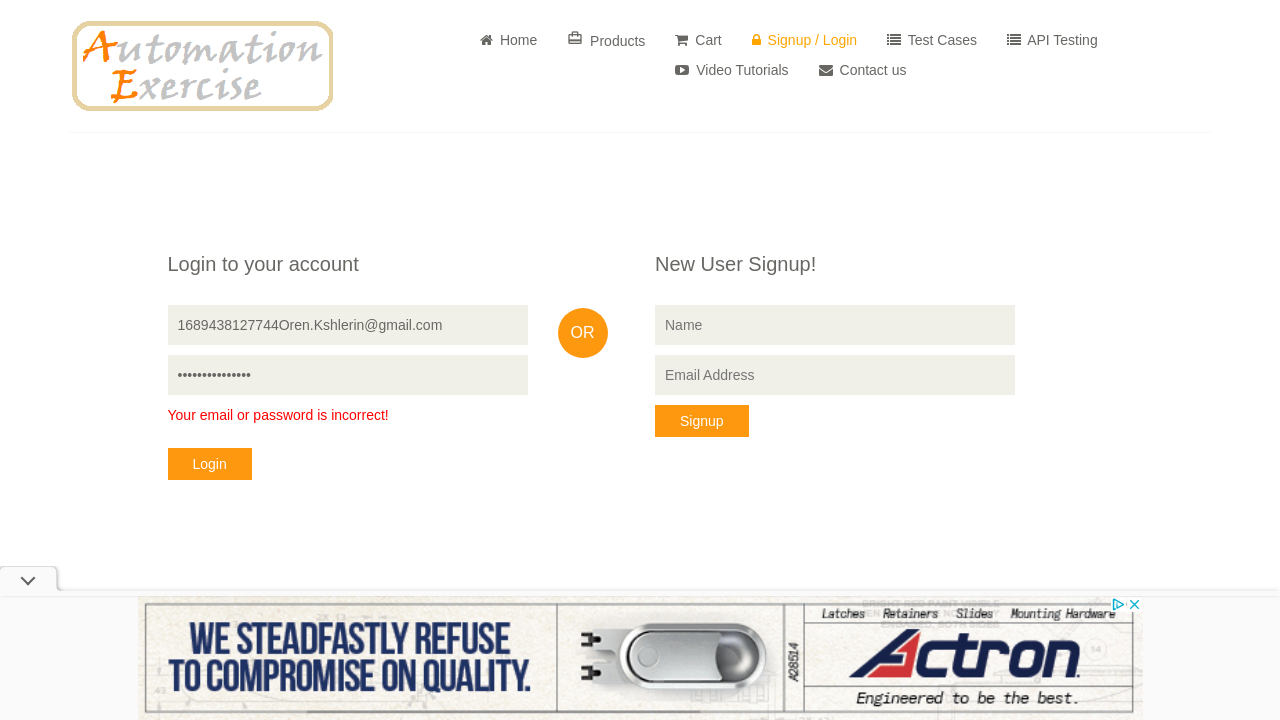 Automation
Exercise
Home
Products
Cart
Signup / Login
Test Cases
API Testing
Video Tutorials
Contact us
Login to your account
1689438127744Oren.Kshlerin@gmail.com
•••••••••••••••
Your email or password is incorrect!
Login
OR
New User Signup!
Name
Email Address
Signup
WE STEADFASTLY REFUSE
TO COMPROMISE ON QUALITY.
A28514
Latches Retainers Slides Mounting Hardware
Actron.
Engineered to be the best.